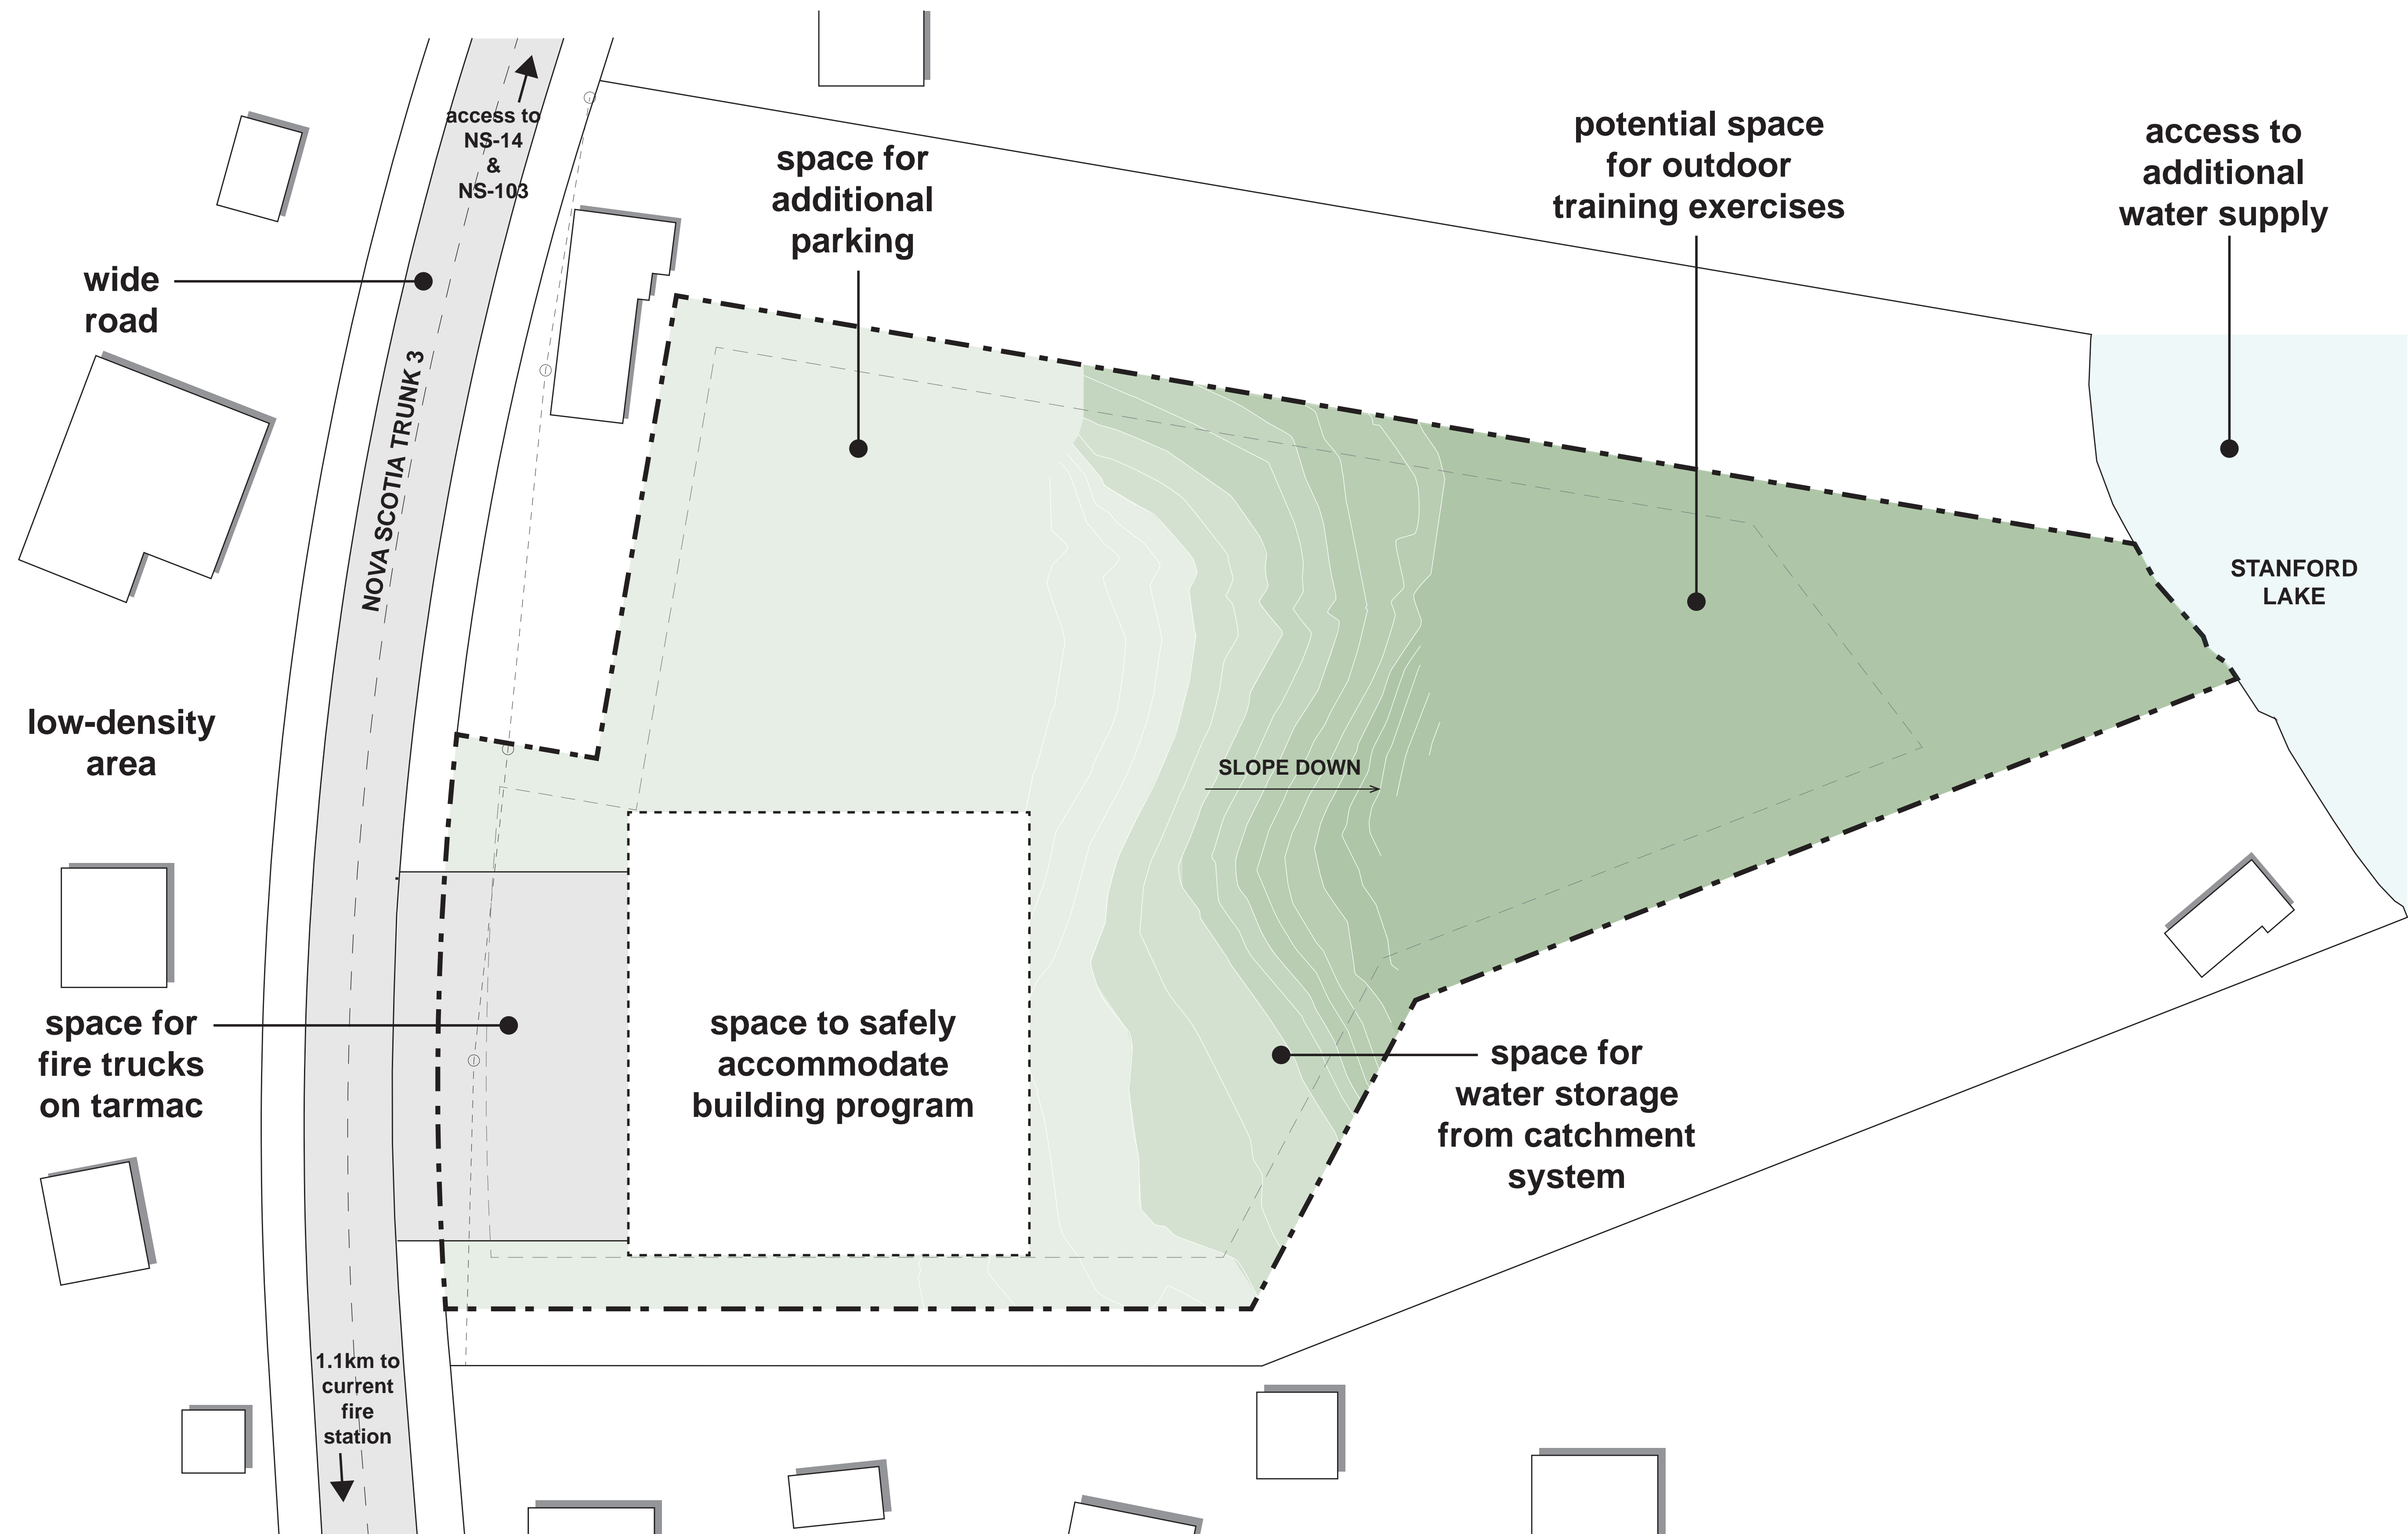 access to
NS-14
&
NS-103
space for
additional
parking
potential space
for outdoor
training exercises
access to
additional
water supply
wide
road
NOVA SCOTIA TRUNK 3
STANFORD
LAKE
low-density
area
SLOPE DOWN
space for
fire trucks
on tarmac
space to safely
accommodate
building program
space for
water storage
from catchment
system
1.1km to
current
fire
station